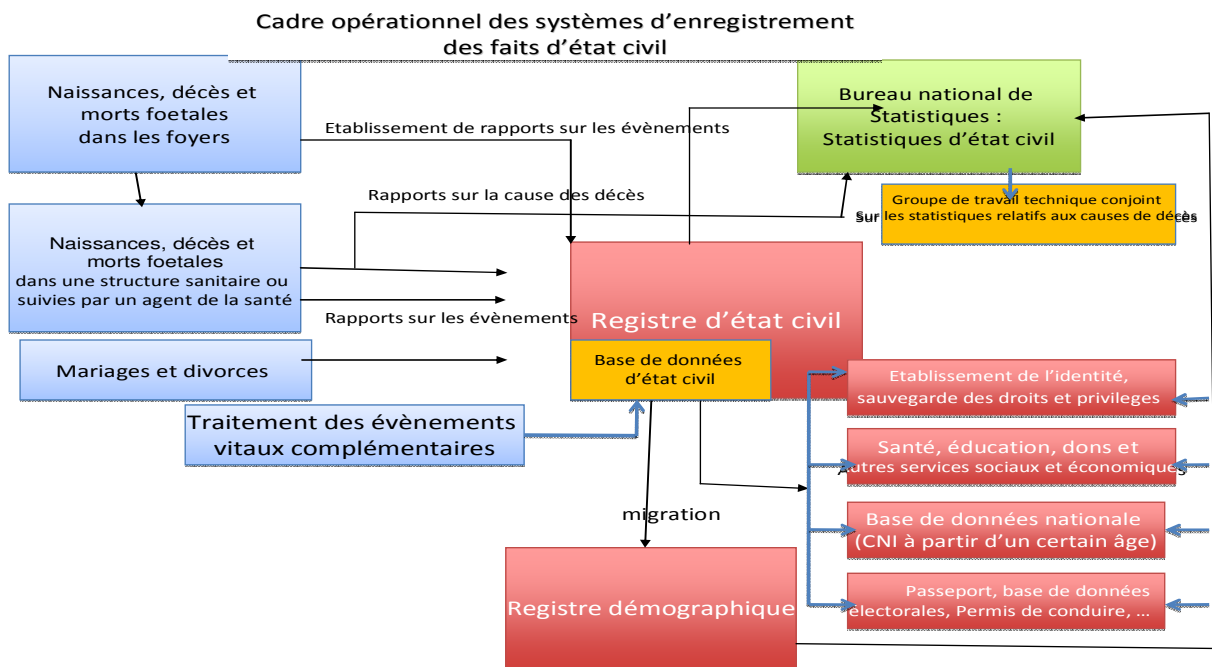 Cadre opérationnel des systèmes d’enregistrement
des faits d’état civil
Naissances, décès et
morts foetales
dans les foyers
Bureau national de
Statistiques :
Statistiques d’état civil
Etablissement de rapports sur les évènements
Rapports sur la cause des décès
Groupe de travail technique conjoint
Sur les statistiques relatifs aux causes de décès
Naissances, décès et
morts foetales
dans une structure sanitaire ou
suivies par un agent de la santé
Rapports sur les évènements
Registre d’état civil
Mariages et divorces
Base de données
d’état civil
Etablissement de l’identité,
sauvegarde des droits et privileges
Traitement des évènements
vitaux complémentaires
Santé, éducation, dons et
Autres services sociaux et économiques
migration
Base de données nationale
(CNI à partir d’un certain âge)
Registre démographique
Passeport, base de données
électorales, Permis de conduire, ...